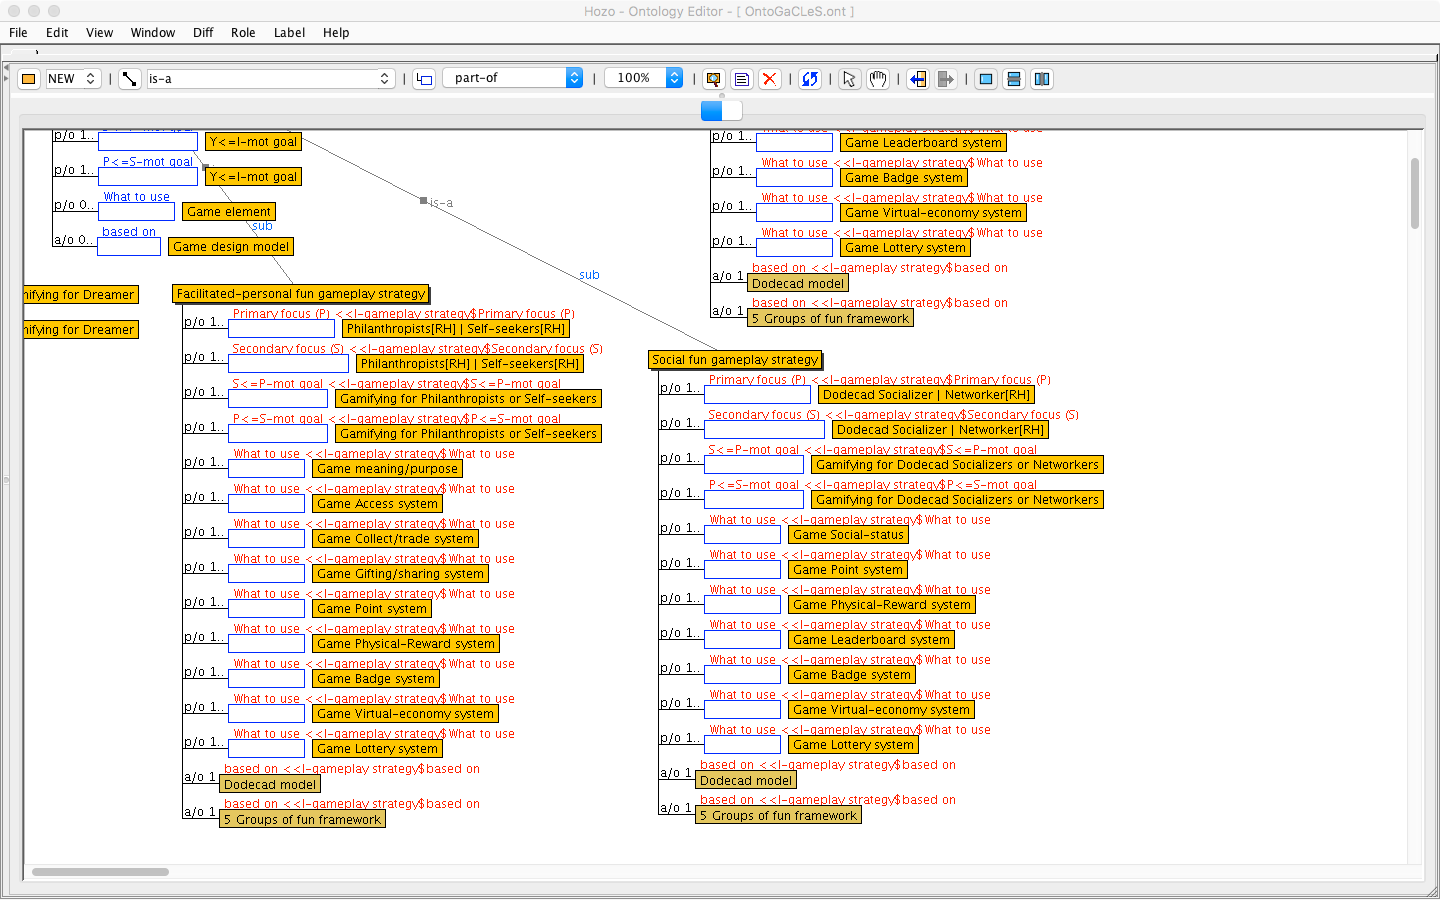 Hozo - Ontology Editor - [ OntoGaCLeS.ont ]
File Edit View Window Diff Role Label Help
NEW is-a part-of 100%
p/o 1..
Y<=I-mot goal
P<=S-mot goal
p/o 1..
Y<=I-mot goal
What to use
p/o 0..
Game element
sub
based on
a/o 0..
Game design model
is-a
sub
What to use <<I-gameplay strategy$What to use
p/o 1..
Game Leaderboard system
What to use <<I-gameplay strategy$What to use
p/o 1..
Game Badge system
What to use <<I-gameplay strategy$What to use
p/o 1..
Game Virtual-economy system
What to use <<I-gameplay strategy$What to use
p/o 1..
Game Lottery system
based on <<I-gameplay strategy$based on
a/o 1
Dodecad model
based on <<I-gameplay strategy$based on
a/o 1
5 Groups of fun framework
nifying for Dreamer
nifying for Dreamer
Facilitated-personal fun gameplay strategy
Primary focus (P) <<I-gameplay strategy$Primary focus (P)
p/o 1..
Philanthropists[RH] | Self-seekers[RH]
Secondary focus (S) <<I-gameplay strategy$Secondary focus (S)
p/o 1..
Philanthropists[RH] | Self-seekers[RH]
S<=P-mot goal <<I-gameplay strategy$S<=P-mot goal
p/o 1..
Gamifying for Philanthropists or Self-seekers
P<=S-mot goal <<I-gameplay strategy$P<=S-mot goal
p/o 1..
Gamifying for Philanthropists or Self-seekers
What to use <<I-gameplay strategy$What to use
p/o 1..
Game meaning/purpose
What to use <<I-gameplay strategy$What to use
p/o 1..
Game Access system
What to use <<I-gameplay strategy$What to use
p/o 1..
Game Collect/trade system
What to use <<I-gameplay strategy$What to use
p/o 1..
Game Gifting/sharing system
What to use <<I-gameplay strategy$What to use
p/o 1..
Game Point system
What to use <<I-gameplay strategy$What to use
p/o 1..
Game Physical-Reward system
What to use <<I-gameplay strategy$What to use
p/o 1..
Game Badge system
What to use <<I-gameplay strategy$What to use
p/o 1..
Game Virtual-economy system
What to use <<I-gameplay strategy$What to use
p/o 1..
Game Lottery system
based on <<I-gameplay strategy$based on
a/o 1
Dodecad model
based on <<I-gameplay strategy$based on
a/o 1
5 Groups of fun framework
Social fun gameplay strategy
Primary focus (P) <<I-gameplay strategy$Primary focus (P)
p/o 1..
Dodecad Socializer | Networker[RH]
Secondary focus (S) <<I-gameplay strategy$Secondary focus (S)
p/o 1..
Dodecad Socializer | Networker[RH]
S<=P-mot goal <<I-gameplay strategy$S<=P-mot goal
p/o 1..
Gamifying for Dodecad Socializers or Networkers
P<=S-mot goal <<I-gameplay strategy$P<=S-mot goal
p/o 1..
Gamifying for Dodecad Socializers or Networkers
What to use <<I-gameplay strategy$What to use
p/o 1..
Game Social-status
What to use <<I-gameplay strategy$What to use
p/o 1..
Game Point system
What to use <<I-gameplay strategy$What to use
p/o 1..
Game Physical-Reward system
What to use <<I-gameplay strategy$What to use
p/o 1..
Game Leaderboard system
What to use <<I-gameplay strategy$What to use
p/o 1..
Game Badge system
What to use <<I-gameplay strategy$What to use
p/o 1..
Game Virtual-economy system
What to use <<I-gameplay strategy$What to use
p/o 1..
Game Lottery system
based on <<I-gameplay strategy$based on
a/o 1
Dodecad model
based on <<I-gameplay strategy$based on
a/o 1
5 Groups of fun framework